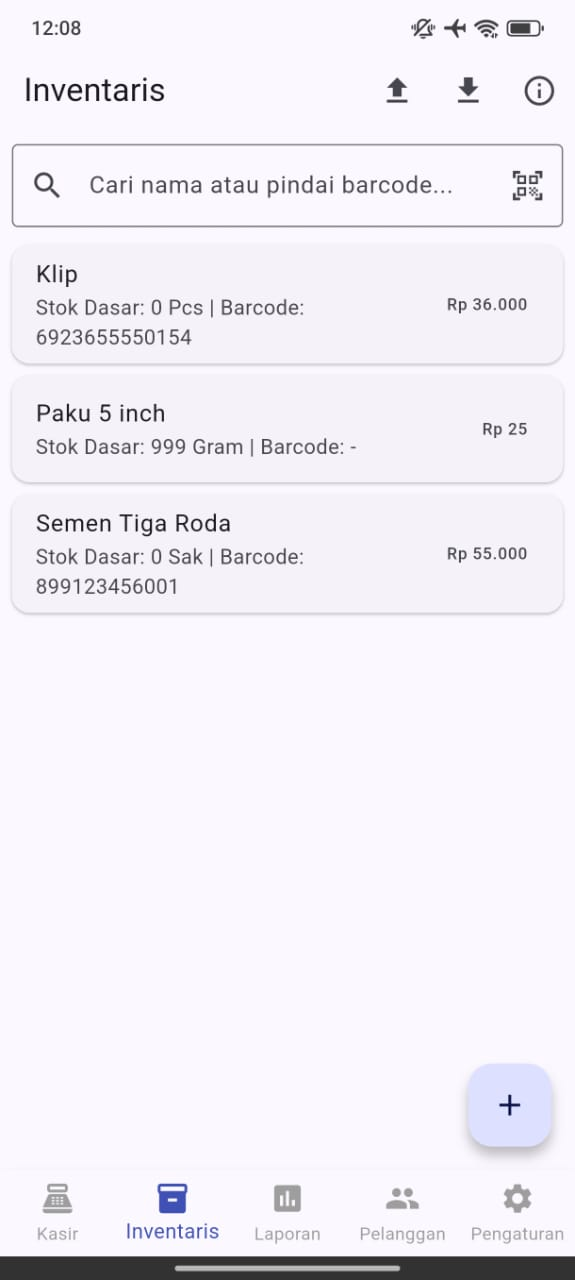 12:08
Inventaris
Cari nama atau pindai barcode...
Klip
Stok Dasar: 0 Pcs | Barcode:
6923655550154
Rp 36.000
Paku 5 inch
Stok Dasar: 999 Gram | Barcode: -
Rp 25
Semen Tiga Roda
Stok Dasar: 0 Sak | Barcode:
899123456001
Rp 55.000
Kasir
Inventaris
Laporan
Pelanggan
Pengaturan